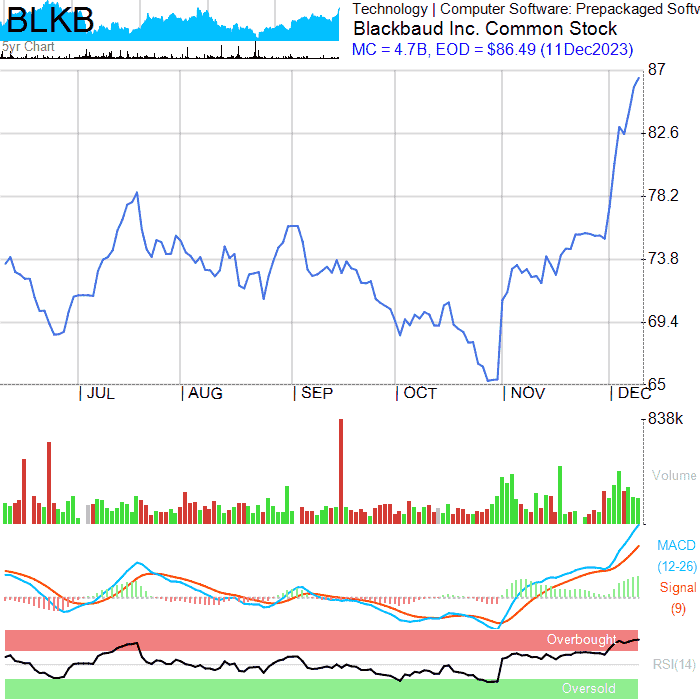 BLKB
5yr Chart
Technology | Computer Software: Prepackaged Softw
Blackbaud Inc. Common Stock
MC = 4.7B, EOD = $86.49 (11Dec2023)
87
82.6
78.2
73.8
69.4
65
| JUL | AUG | SEP | OCT | NOV | DEC
838k
Volume
MACD
(12-26)
Signal
(9)
Overbought
RSI(14)
Oversold